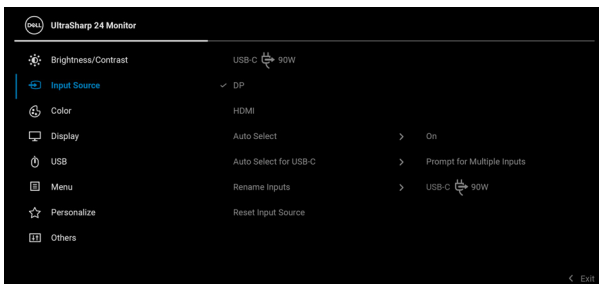 DELL UltraSharp 24 Monitor
Brightness/Contrast USB-C 90W
Input Source DP
Color HDMI
Display Auto Select On
USB Auto Select for USB-C Prompt for Multiple Inputs
Menu Rename Inputs USB-C 90W
Personalize Reset Input Source
Others
Exit